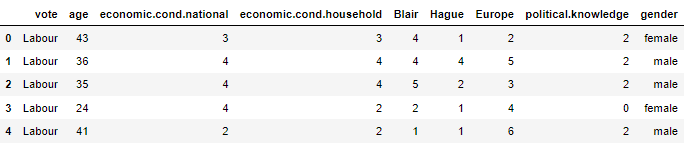 vote age economic.cond.national economic.cond.household Blair Hague Europe political.knowledge gender
0 Labour 43 3 3 4 1 2 2 female
1 Labour 36 4 4 4 4 5 2 male
2 Labour 35 4 4 5 2 3 2 male
3 Labour 24 4 2 2 1 4 0 female
4 Labour 41 2 2 1 1 6 2 male